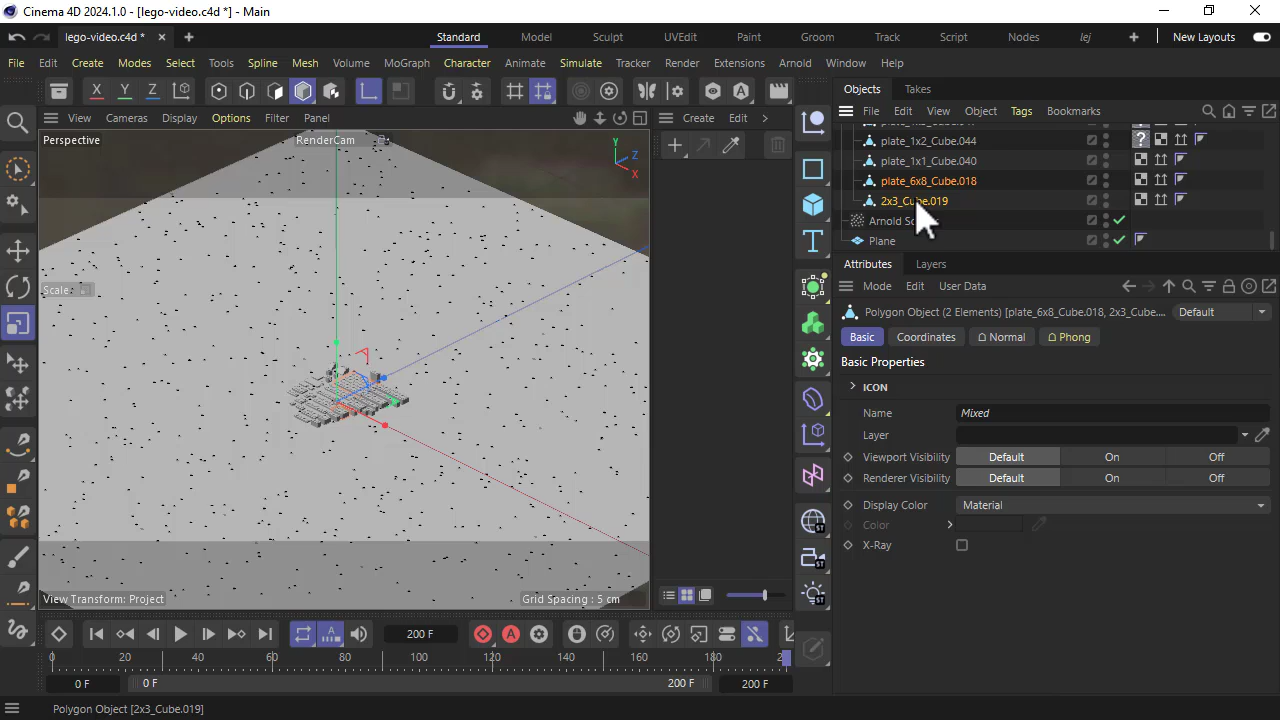 Cinema 4D 2024.1.0 - [lego-video.c4d *] - Main
lego-video.c4d *
Standard Model Sculpt UVEdit Paint Groom Track Script Nodes lej New Layouts
File Edit Create Modes Select Tools Spline Mesh Volume MoGraph Character Animate Simulate Tracker Render Extensions Arnold Window Help
X Y Z
Objects Takes
File Edit View Object Tags Bookmarks
View Cameras Display Options Filter Panel
Create Edit
Perspective
RenderCam
Y
Z
X
plate_1x2_Cube.044
plate_1x1_Cube.040
plate_6x8_Cube.018
2x3_Cube.019
Plane
Scale:
Attributes Layers
Mode Edit User Data
Polygon Object (2 Elements) [plate_6x8_Cube.018, 2x3_Cube.... Default
Basic Coordinates Normal Phong
Basic Properties
ICON
Name Mixed
Layer
Viewport Visibility Default On Off
Renderer Visibility Default On Off
Display Color Material
Color
X-Ray
View Transform: Project
Grid Spacing : 5 cm
200 F
0 20 40 60 80 100 120 140 160 180
0 F 0 F 200 F 200 F
Polygon Object [2x3_Cube.019]